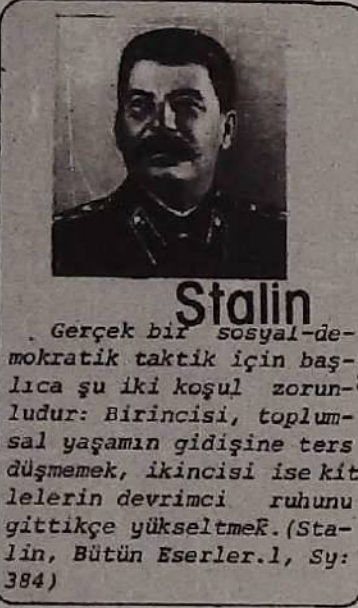 Stalin
. Gerçek bir sosyal-de-
mokratik taktik için baş-
lıca şu iki koşul zorun-
ludur: Birincisi, toplum-
sal yaşamın gidişine ters
düşmemek, ikincisi ise kit
lelerin devrimci ruhunu
gittikçe yükseltmek.(Sta-
lin, Bütün Eserler.1, Sy:
384)